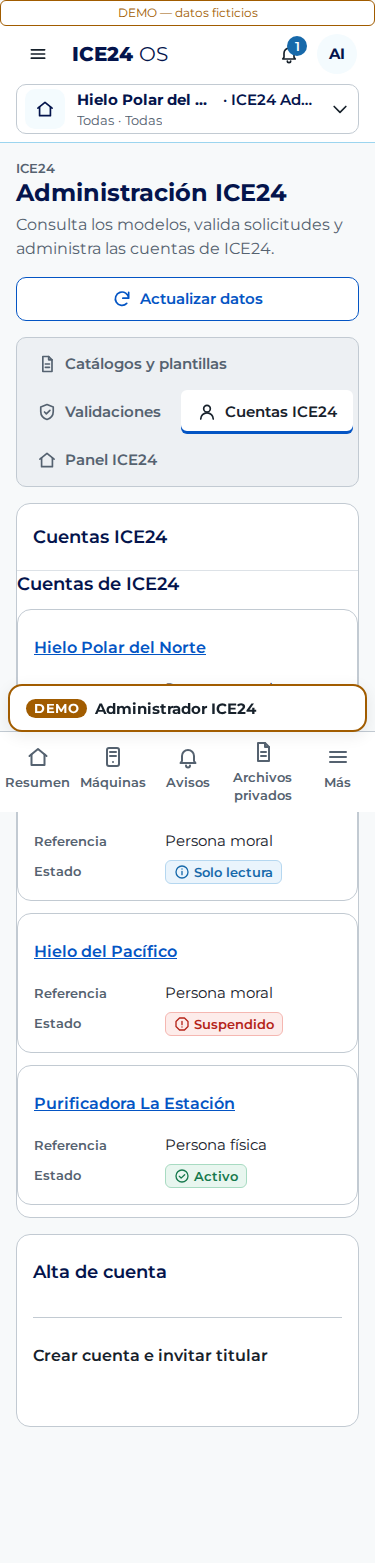 DEMO — datos ficticios
ICE24 OS
1
AI
Hielo Polar del ... · ICE24 Ad...
Todas · Todas
ICE24
Administración ICE24
Consulta los modelos, valida solicitudes y
administra las cuentas de ICE24.
Actualizar datos
Catálogos y plantillas
Validaciones
Cuentas ICE24
Panel ICE24
Cuentas ICE24
Cuentas de ICE24
Hielo Polar del Norte
DEMO Administrador ICE24
Resumen
Máquinas
Avisos
Archivos
privados
Más
Referencia Persona moral
Estado Solo lectura
Hielo del Pacífico
Referencia Persona moral
Estado Suspendido
Purificadora La Estación
Referencia Persona física
Estado Activo
Alta de cuenta
Crear cuenta e invitar titular